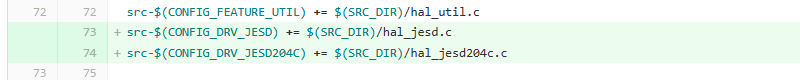 72 72 src-$(CONFIG_FEATURE_UTIL) += $(SRC_DIR)/hal_util.c
73 + src-$(CONFIG_DRV_JESD) += $(SRC_DIR)/hal_jesd.c
74 + src-$(CONFIG_DRV_JESD204C) += $(SRC_DIR)/hal_jesd204c.c
73 75